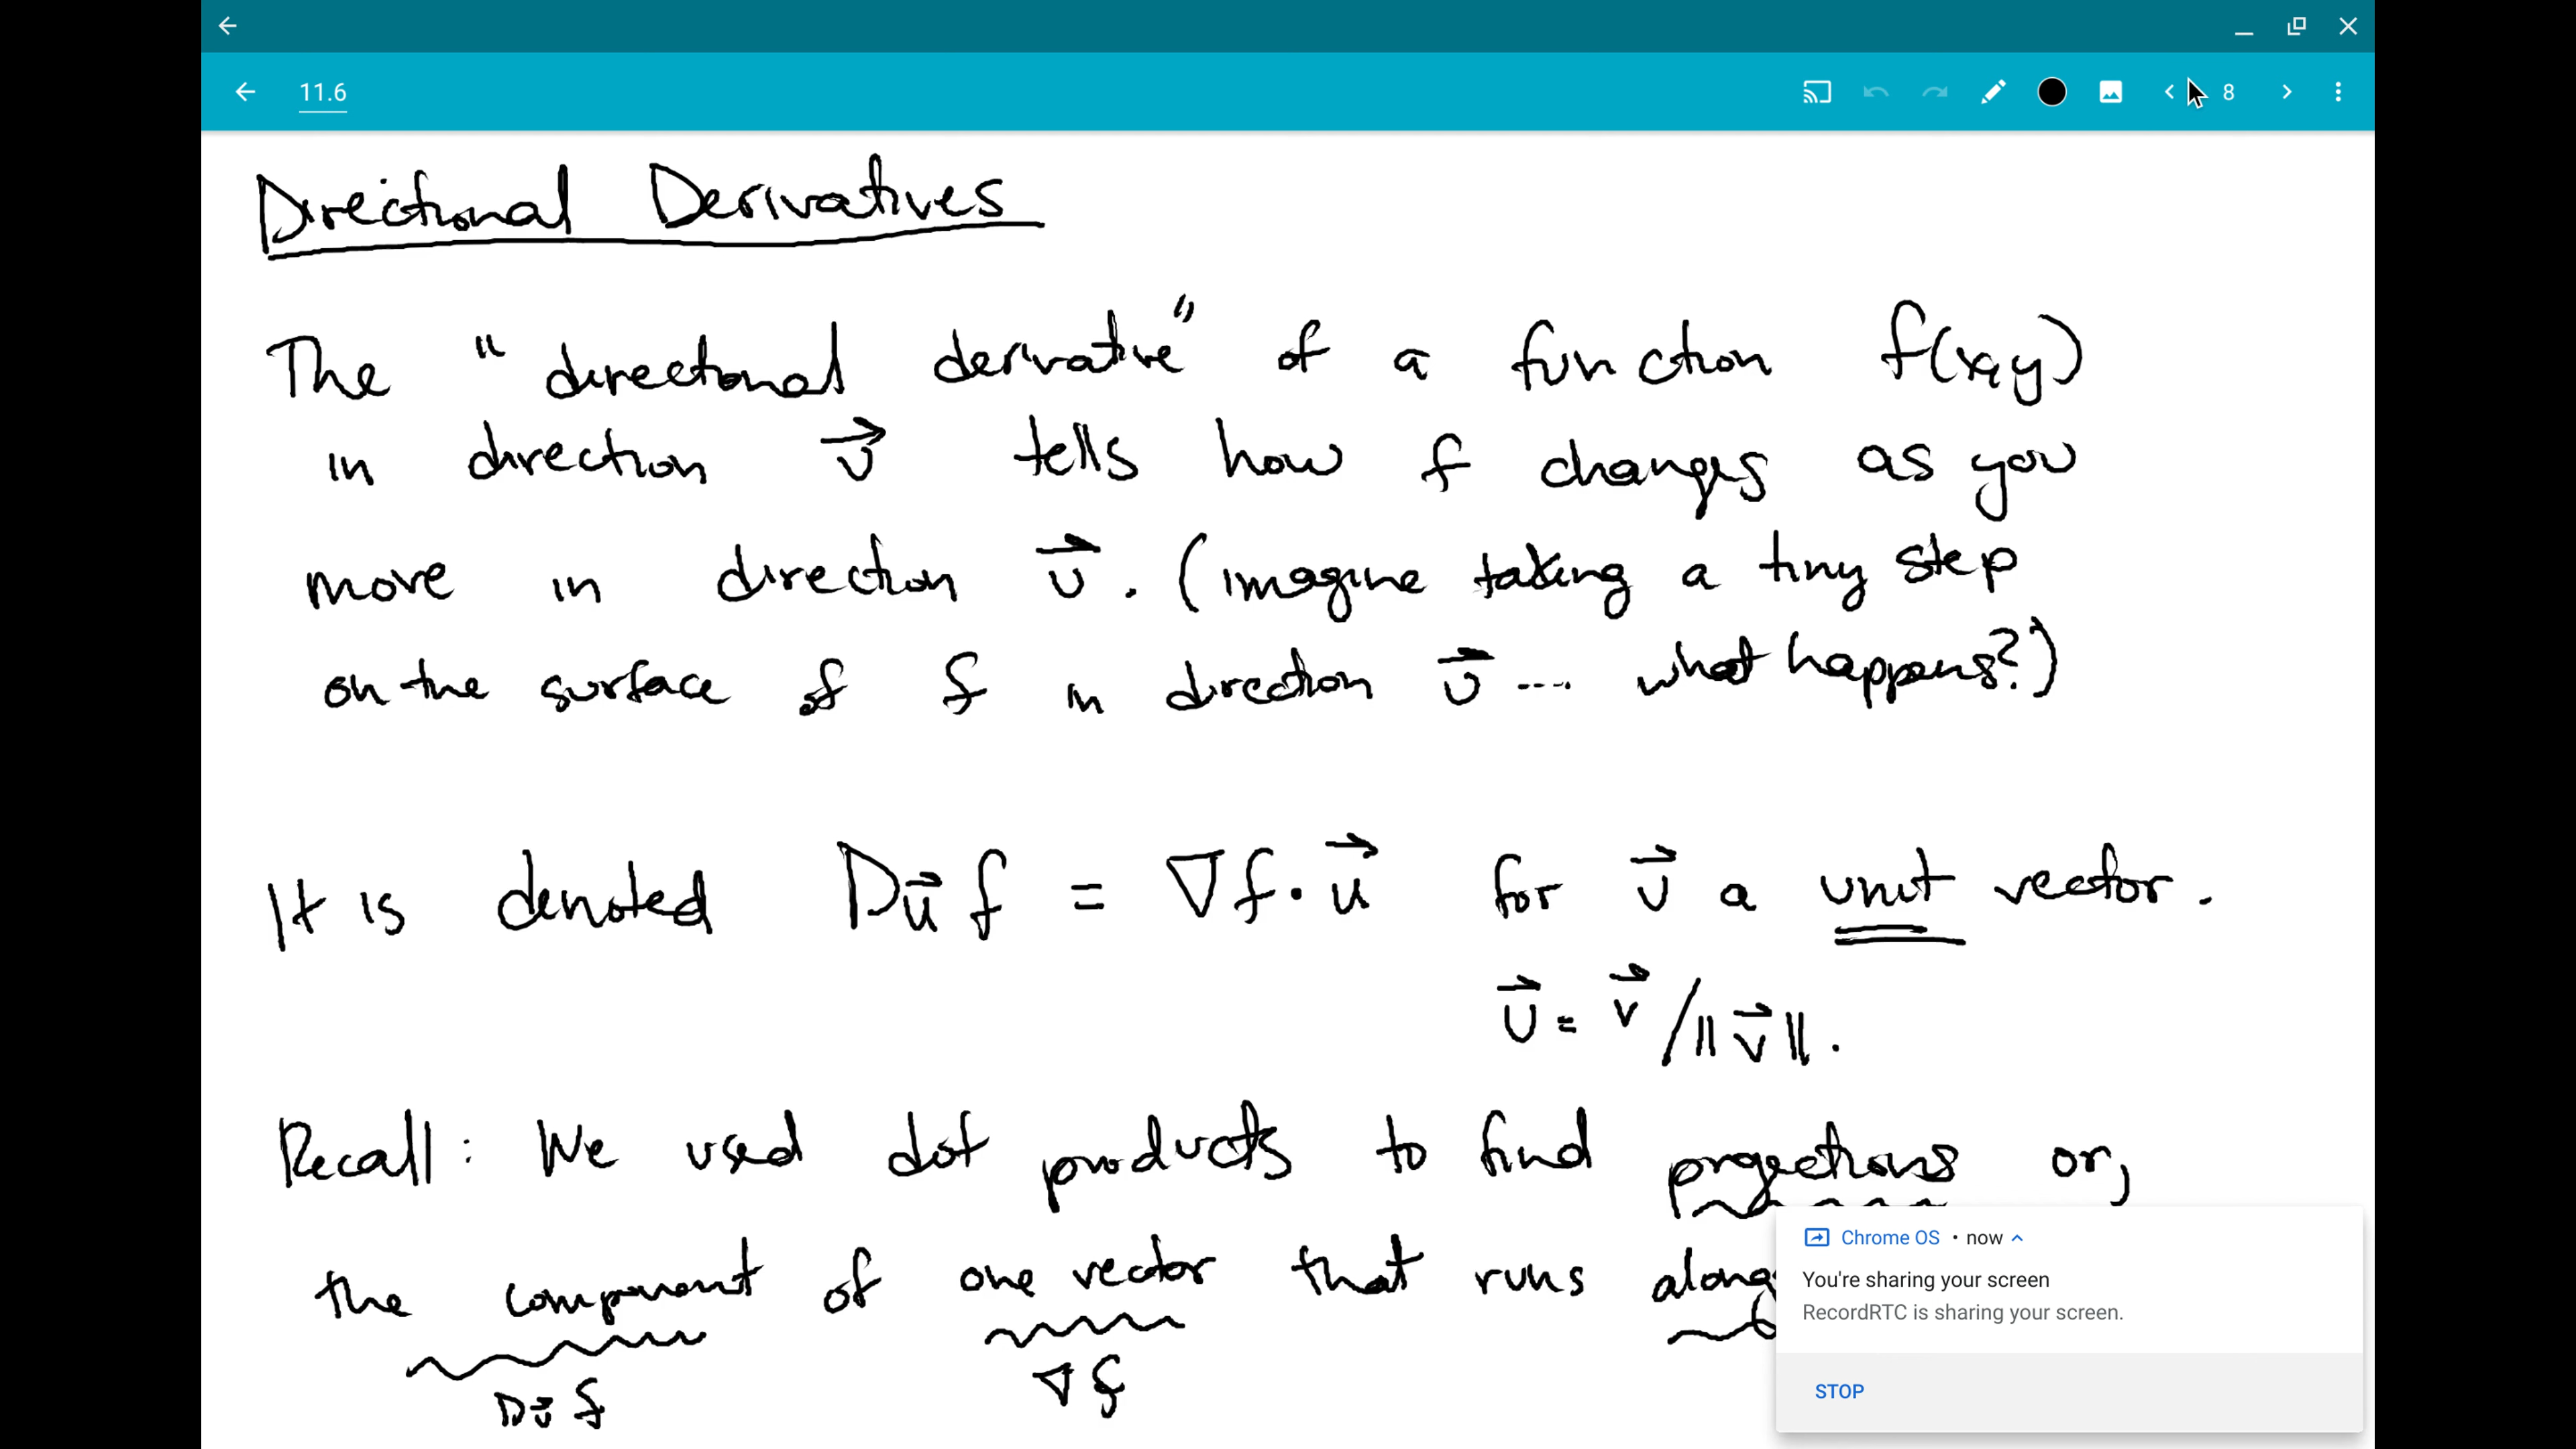 11.6
8
Directional Derivatives
The "directional derivative" of a function f(x,y)
in direction u⃗ tells how f changes as you
move in direction u⃗. (imagine taking a tiny step
on the surface of f in direction u⃗ .... what happens?)
It is denoted D_u⃗ f = ∇f · u⃗ for u⃗ a unit vector.
u⃗ = v⃗ / ‖v⃗‖.
Recall: We used dot products to find projections or,
the component of one vector that runs along
D_u⃗ f ∇f
Chrome OS • now
You're sharing your screen
RecordRTC is sharing your screen.
STOP